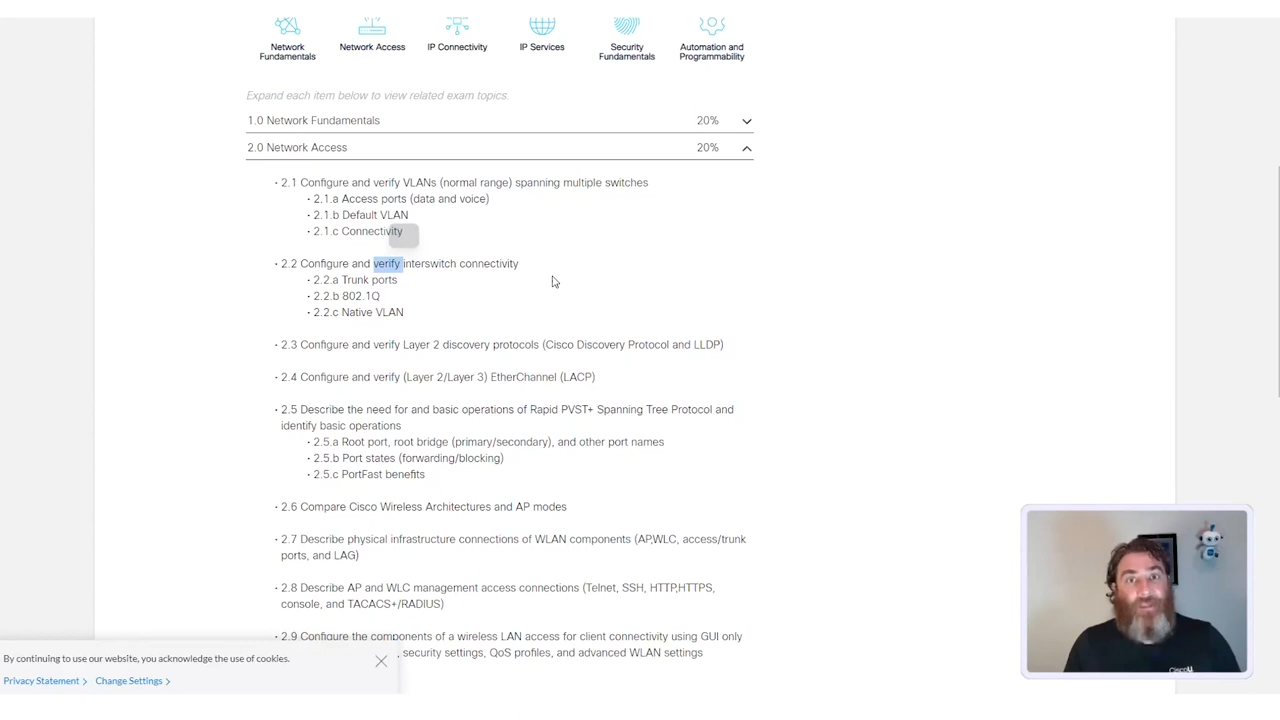 Network
Fundamentals
Network Access
IP Connectivity
IP Services
Security
Fundamentals
Automation and
Programmability
Expand each item below to view related exam topics.
1.0 Network Fundamentals 20%
2.0 Network Access 20%
• 2.1 Configure and verify VLANs (normal range) spanning multiple switches
• 2.1.a Access ports (data and voice)
• 2.1.b Default VLAN
• 2.1.c Connectivity
• 2.2 Configure and verify interswitch connectivity
• 2.2.a Trunk ports
• 2.2.b 802.1Q
• 2.2.c Native VLAN
• 2.3 Configure and verify Layer 2 discovery protocols (Cisco Discovery Protocol and LLDP)
• 2.4 Configure and verify (Layer 2/Layer 3) EtherChannel (LACP)
• 2.5 Describe the need for and basic operations of Rapid PVST+ Spanning Tree Protocol and
identify basic operations
• 2.5.a Root port, root bridge (primary/secondary), and other port names
• 2.5.b Port states (forwarding/blocking)
• 2.5.c PortFast benefits
• 2.6 Compare Cisco Wireless Architectures and AP modes
• 2.7 Describe physical infrastructure connections of WLAN components (AP,WLC, access/trunk
ports, and LAG)
• 2.8 Describe AP and WLC management access connections (Telnet, SSH, HTTP,HTTPS,
console, and TACACS+/RADIUS)
• 2.9 Configure the components of a wireless LAN access for client connectivity using GUI only
, security settings, QoS profiles, and advanced WLAN settings
By continuing to use our website, you acknowledge the use of cookies.
Privacy Statement > Change Settings >
CiscoU